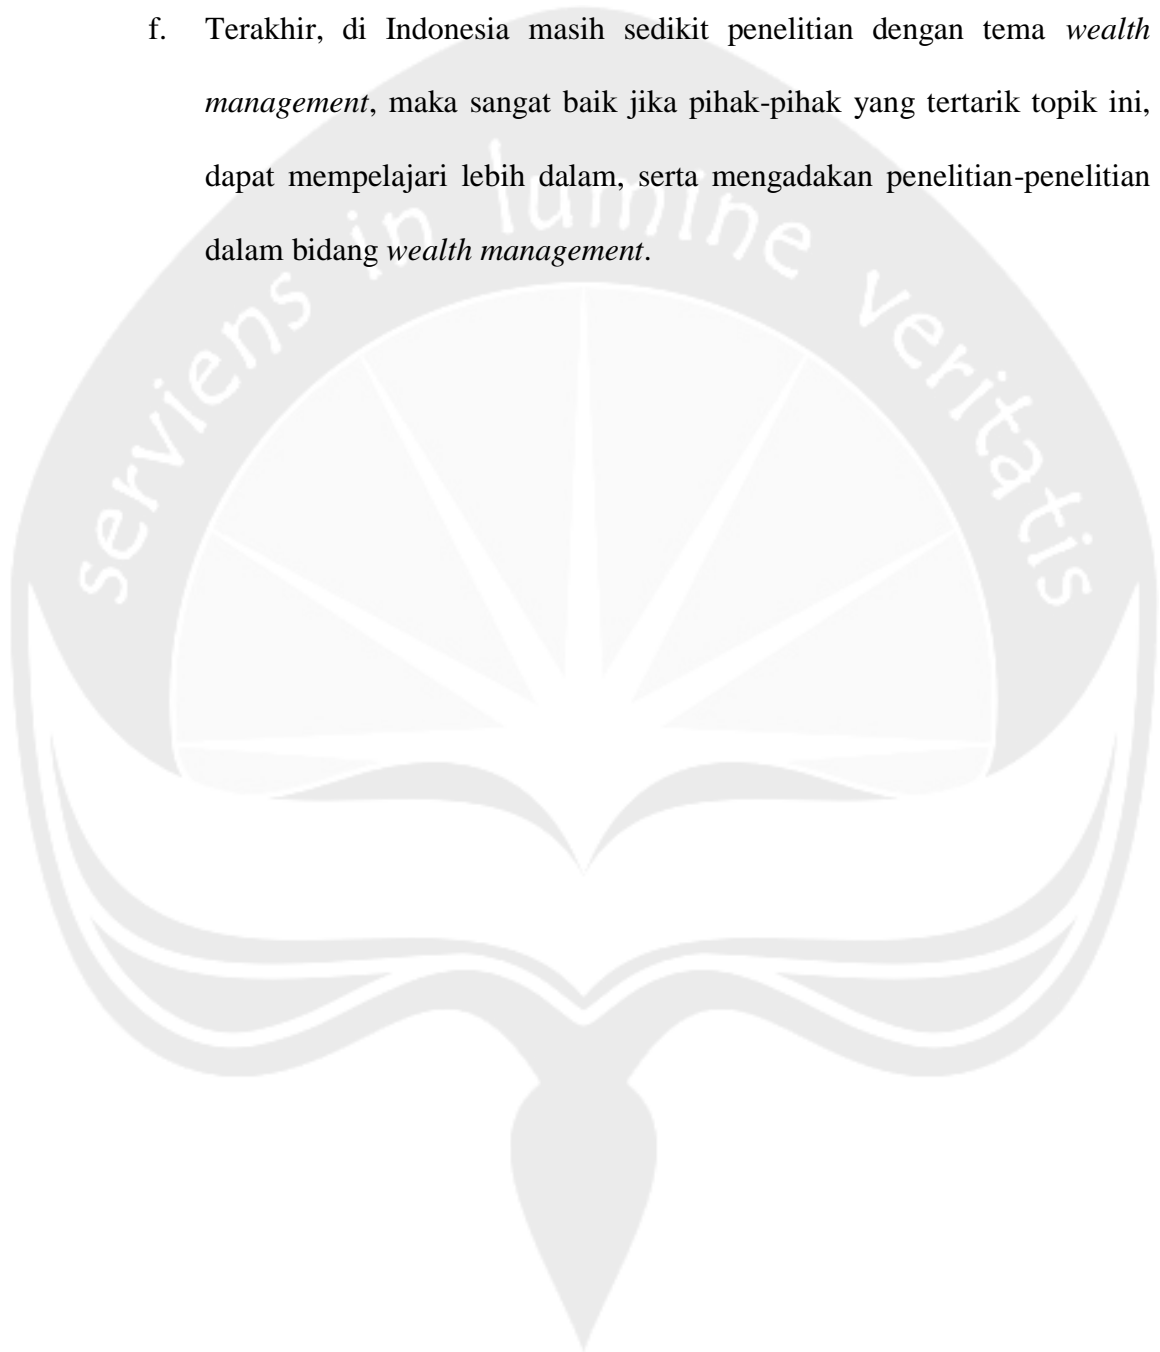 f. Terakhir, di Indonesia masih sedikit penelitian dengan tema wealth
management, maka sangat baik jika pihak-pihak yang tertarik topik ini,
dapat mempelajari lebih dalam, serta mengadakan penelitian-penelitian
dalam bidang wealth management.
serviens in lumine veritatis